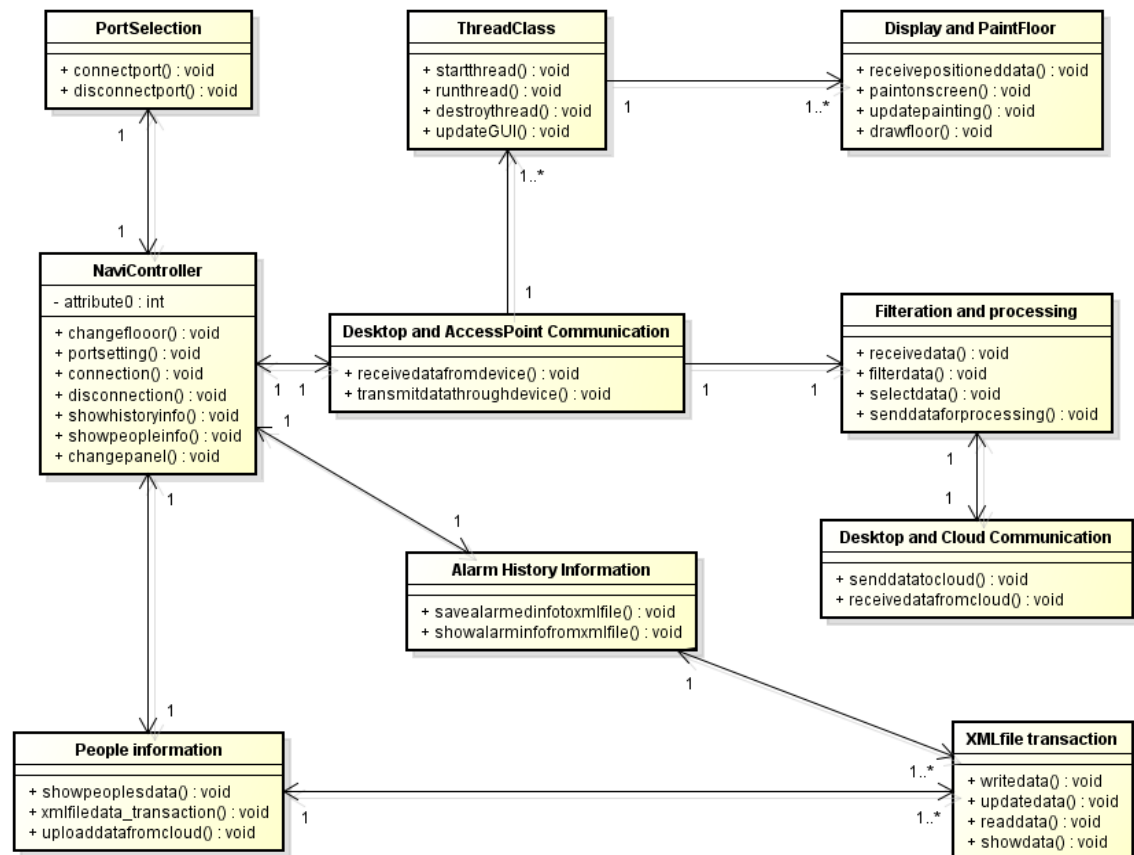 PortSelection
+ connectport() : void
+ disconnectport() : void
ThreadClass
+ startthread() : void
+ runthread() : void
+ destroythread() : void
+ updateGUI() : void
Display and PaintFloor
+ receivepositioneddata() : void
+ paintonscreen() : void
+ updatepainting() : void
+ drawfloor() : void
1
1..*
1
1..*
1
1
NaviController
- attribute0 : int
+ changeflooor() : void
+ portsetting() : void
+ connection() : void
+ disconnection() : void
+ showhistoryinfo() : void
+ showpeopleinfo() : void
+ changepanel() : void
Desktop and AccessPoint Communication
+ receivedatafromdevice() : void
+ transmitdatathroughdevice() : void
Filteration and processing
+ receivedata() : void
+ filterdata() : void
+ selectdata() : void
+ senddataforprocessing() : void
1
1
1
1
1
1
1
1
1
1
Desktop and Cloud Communication
+ senddatatocloud() : void
+ receivedatafromcloud() : void
Alarm History Information
+ savealarmedinfotoxmlfile() : void
+ showalarminfofromxmlfile() : void
1
1
1..*
People information
+ showpeoplesdata() : void
+ xmlfiledata_transaction() : void
+ uploaddatafromcloud() : void
1
1..*
XMLfile transaction
+ writedata() : void
+ updatedata() : void
+ readdata() : void
+ showdata() : void